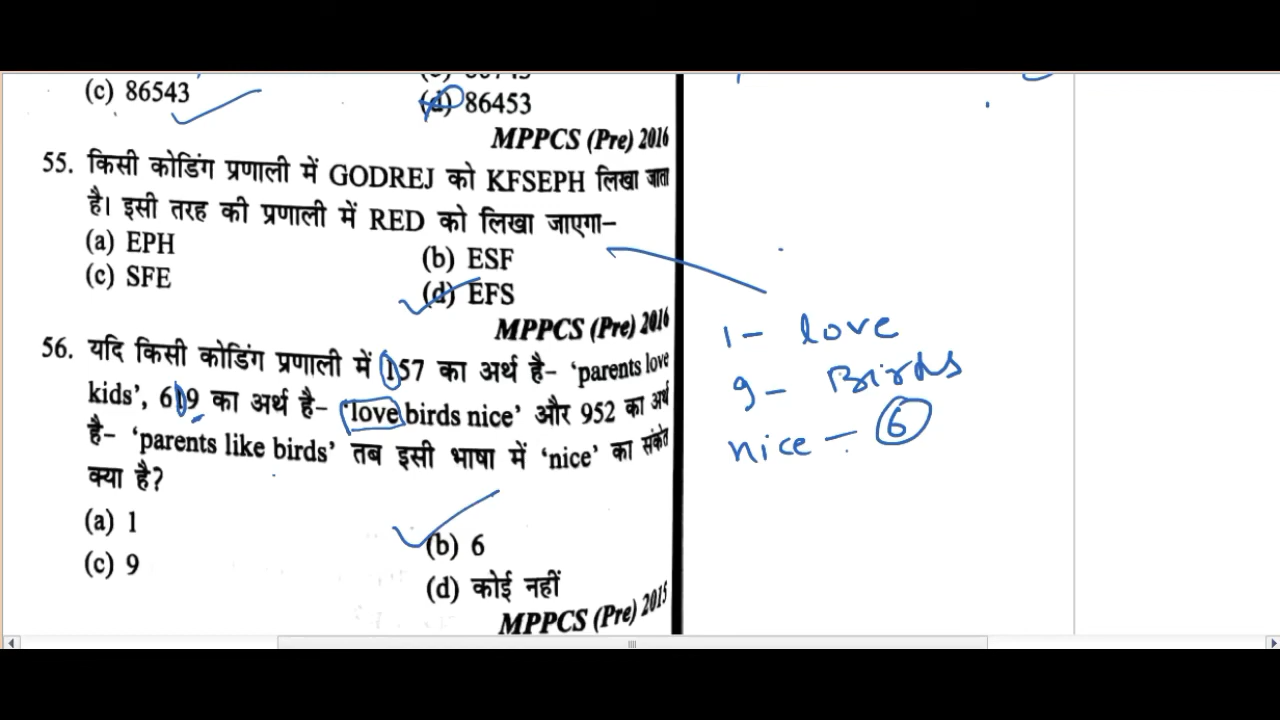 (c) 86543
(d) 86453
MPPCS (Pre) 2016
55. किसी कोडिंग प्रणाली में GODREJ को KFSEPH लिखा जाता
है। इसी तरह की प्रणाली में RED को लिखा जाएगा–
(a) EPH
(b) ESF
(c) SFE
(d) EFS
MPPCS (Pre) 2016
56. यदि किसी कोडिंग प्रणाली में 157 का अर्थ है– 'parents love
kids', 619 का अर्थ है– 'love birds nice' और 952 का अर्थ
है– 'parents like birds' तब इसी भाषा में 'nice' का संकेत
क्या है?
(a) 1
(b) 6
(c) 9
(d) कोई नहीं
MPPCS (Pre) 2015
1 – love
9 – Birds
nice – 6